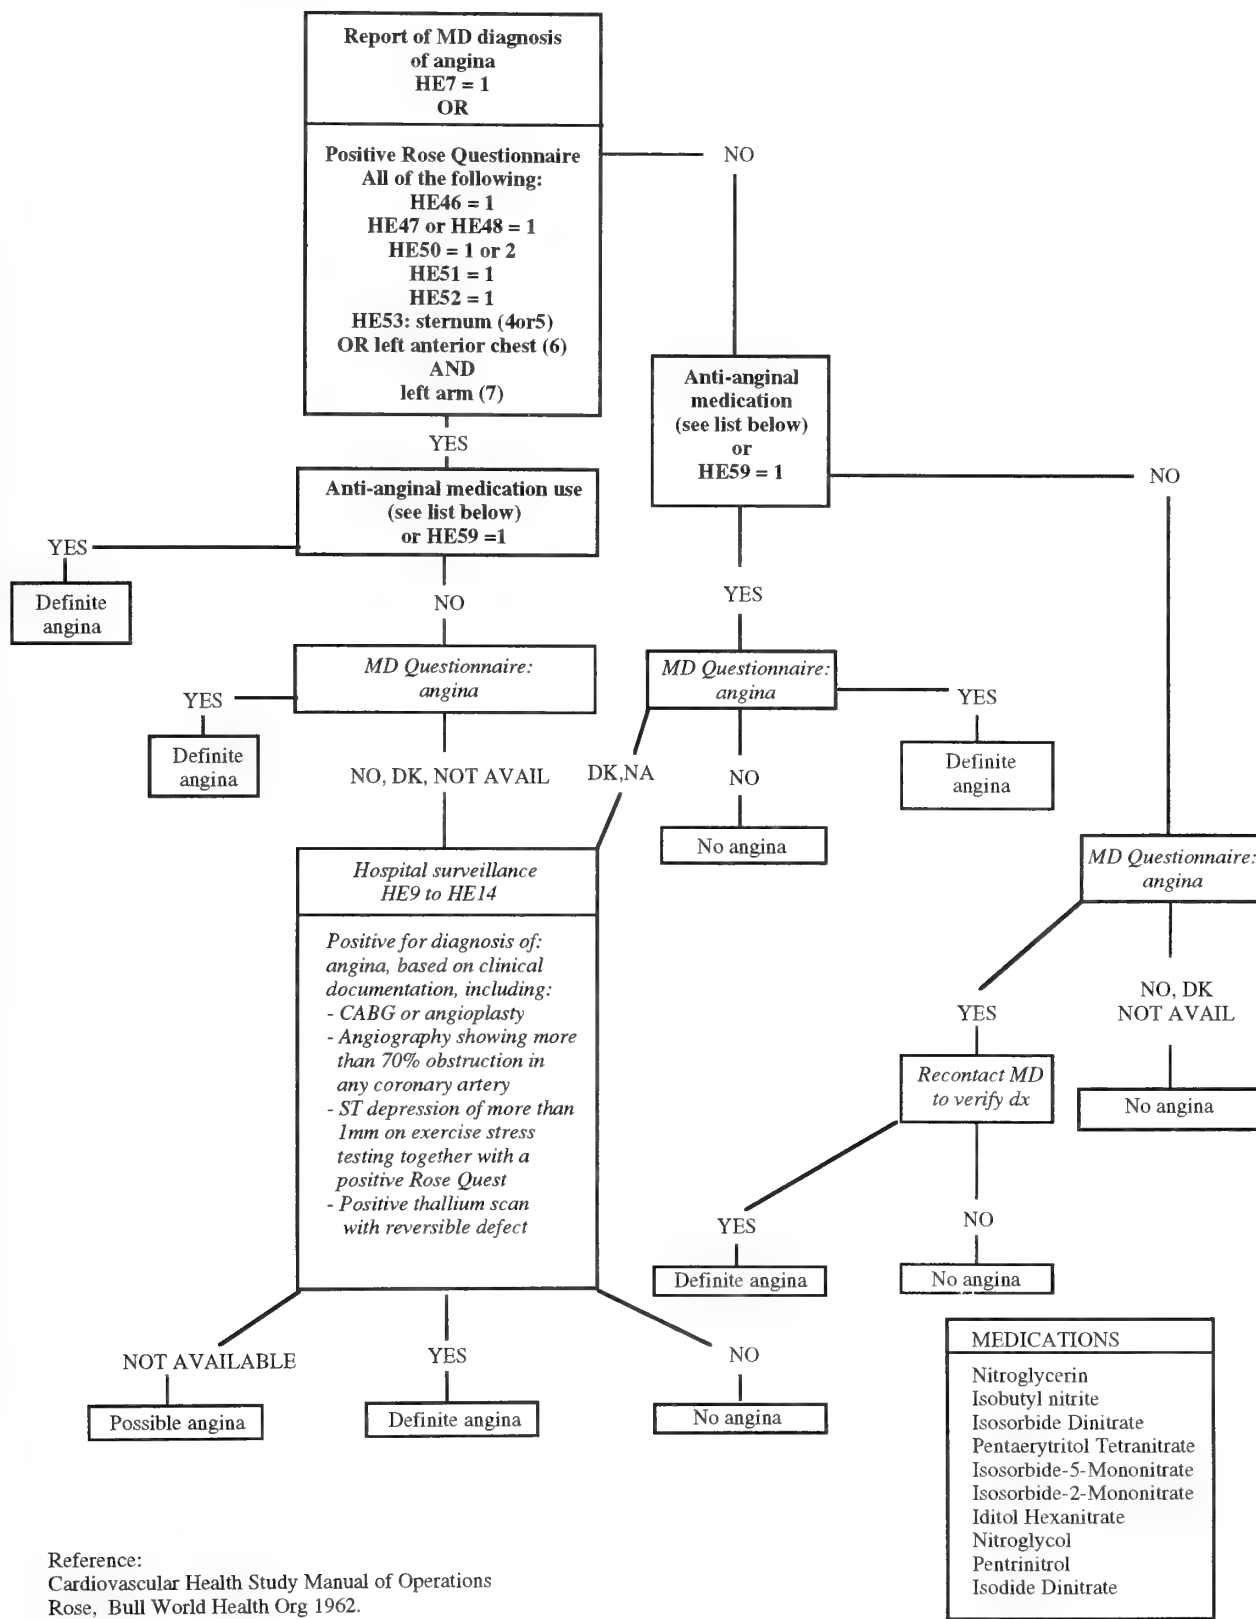 Report of MD diagnosis
of angina
HE7 = 1
OR
Positive Rose Questionnaire
All of the following:
HE46 = 1
HE47 or HE48 = 1
HE50 = 1 or 2
HE51 = 1
HE52 = 1
HE53: sternum (4or5)
OR left anterior chest (6)
AND
left arm (7)
NO
YES
Anti-anginal medication use
(see list below)
or HE59 =1
YES
Definite
angina
NO
MD Questionnaire:
angina
YES
Definite
angina
NO, DK, NOT AVAIL
Anti-anginal
medication
(see list below)
or
HE59 = 1
NO
YES
MD Questionnaire:
angina
YES
Definite
angina
DK,NA
NO
No angina
Hospital surveillance
HE9 to HE14
Positive for diagnosis of:
angina, based on clinical
documentation, including:
- CABG or angioplasty
- Angiography showing more
than 70% obstruction in
any coronary artery
- ST depression of more than
1mm on exercise stress
testing together with a
positive Rose Quest
- Positive thallium scan
with reversible defect
NOT AVAILABLE
Possible angina
YES
Definite angina
NO
No angina
MD Questionnaire:
angina
YES
NO, DK
NOT AVAIL
Recontact MD
to verify dx
No angina
YES
Definite angina
NO
No angina
MEDICATIONS
Nitroglycerin
Isobutyl nitrite
Isosorbide Dinitrate
Pentaerytritol Tetranitrate
Isosorbide-5-Mononitrate
Isosorbide-2-Mononitrate
Iditol Hexanitrate
Nitroglycol
Pentrinitrol
Isodide Dinitrate
Reference:
Cardiovascular Health Study Manual of Operations
Rose, Bull World Health Org 1962.